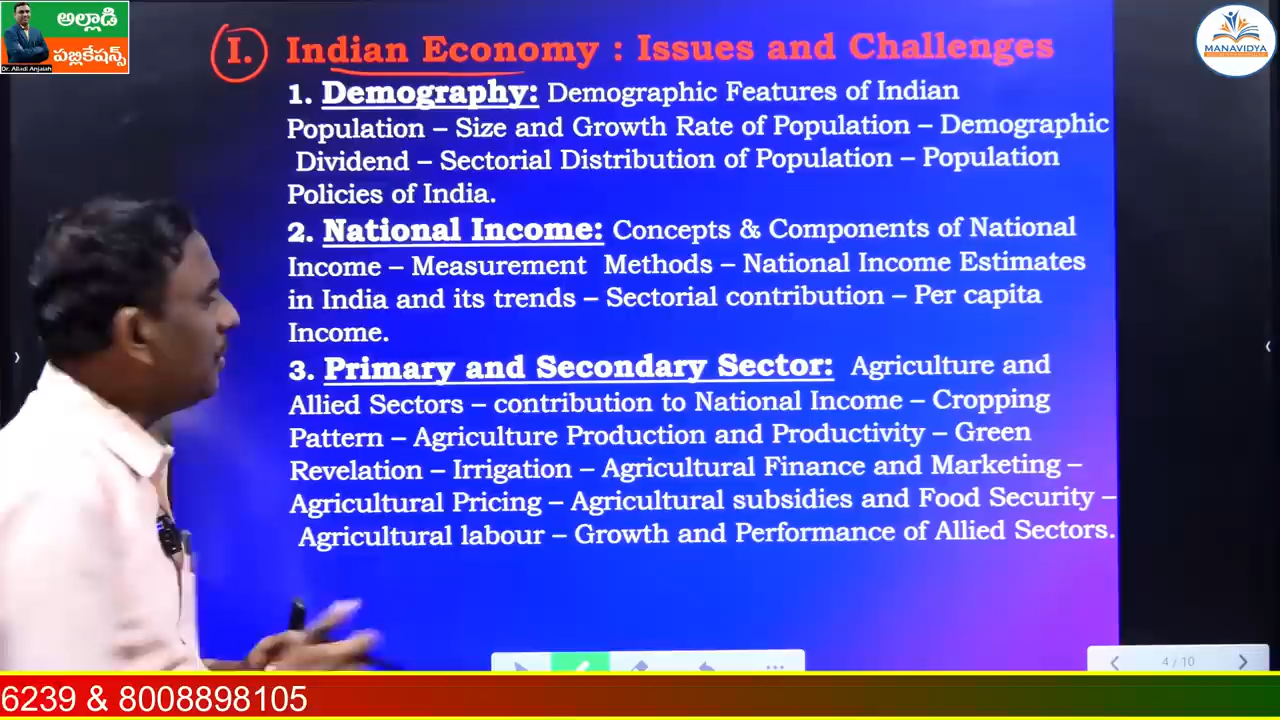 అల్లాడి
పబ్లికేషన్స్
Dr. Alladi Anjaiah
MANAVIDYA
I. Indian Economy : Issues and Challenges
1. Demography: Demographic Features of Indian
Population – Size and Growth Rate of Population – Demographic
Dividend – Sectorial Distribution of Population – Population
Policies of India.
2. National Income: Concepts & Components of National
Income – Measurement Methods – National Income Estimates
in India and its trends – Sectorial contribution – Per capita
Income.
3. Primary and Secondary Sector: Agriculture and
Allied Sectors – contribution to National Income – Cropping
Pattern – Agriculture Production and Productivity – Green
Revelation – Irrigation – Agricultural Finance and Marketing –
Agricultural Pricing – Agricultural subsidies and Food Security –
Agricultural labour – Growth and Performance of Allied Sectors.
4 / 10
6239 & 8008898105